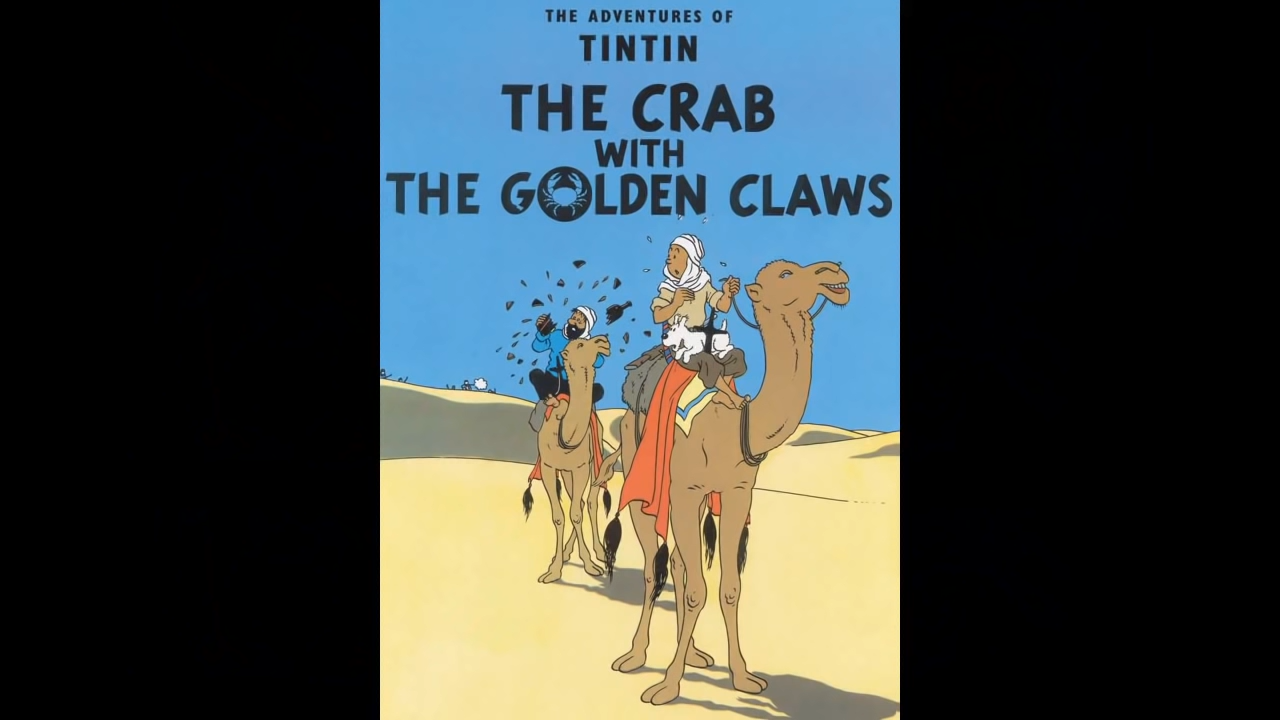 THE ADVENTURES OF
TINTIN
THE CRAB
WITH
THE GOLDEN CLAWS